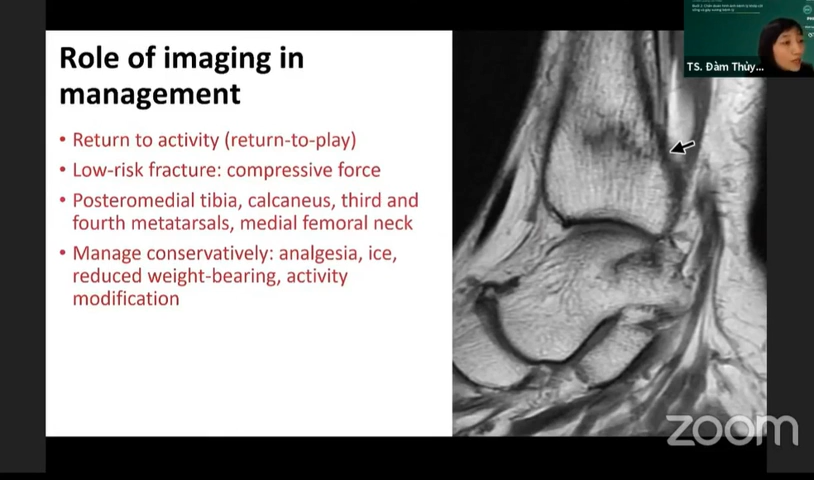 Role of imaging in
management
• Return to activity (return-to-play)
• Low-risk fracture: compressive force
• Posteromedial tibia, calcaneus, third and
fourth metatarsals, medial femoral neck
• Manage conservatively: analgesia, ice,
reduced weight-bearing, activity
modification
TS. Đàm Thủy...
zoom